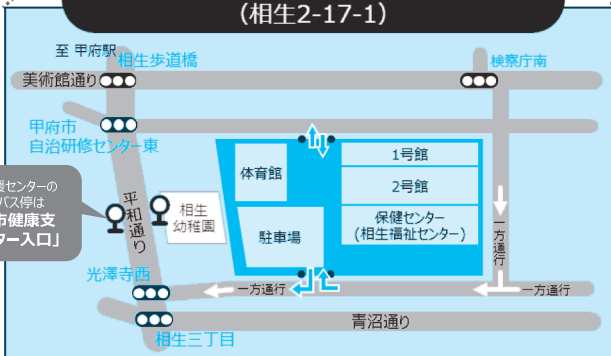 (相生2-17-1)
至 甲府駅
相生歩道橋
検察庁南
美術館通り
甲府市
自治研修センター東
体育館
1号館
2号館
保健センター
(相生福祉センター)
駐車場
相生
幼稚園
平和通り
援センターの
バス停は
市健康支
ター入口」
一方通行
光澤寺西
一方通行
一方通行
青沼通り
相生三丁目